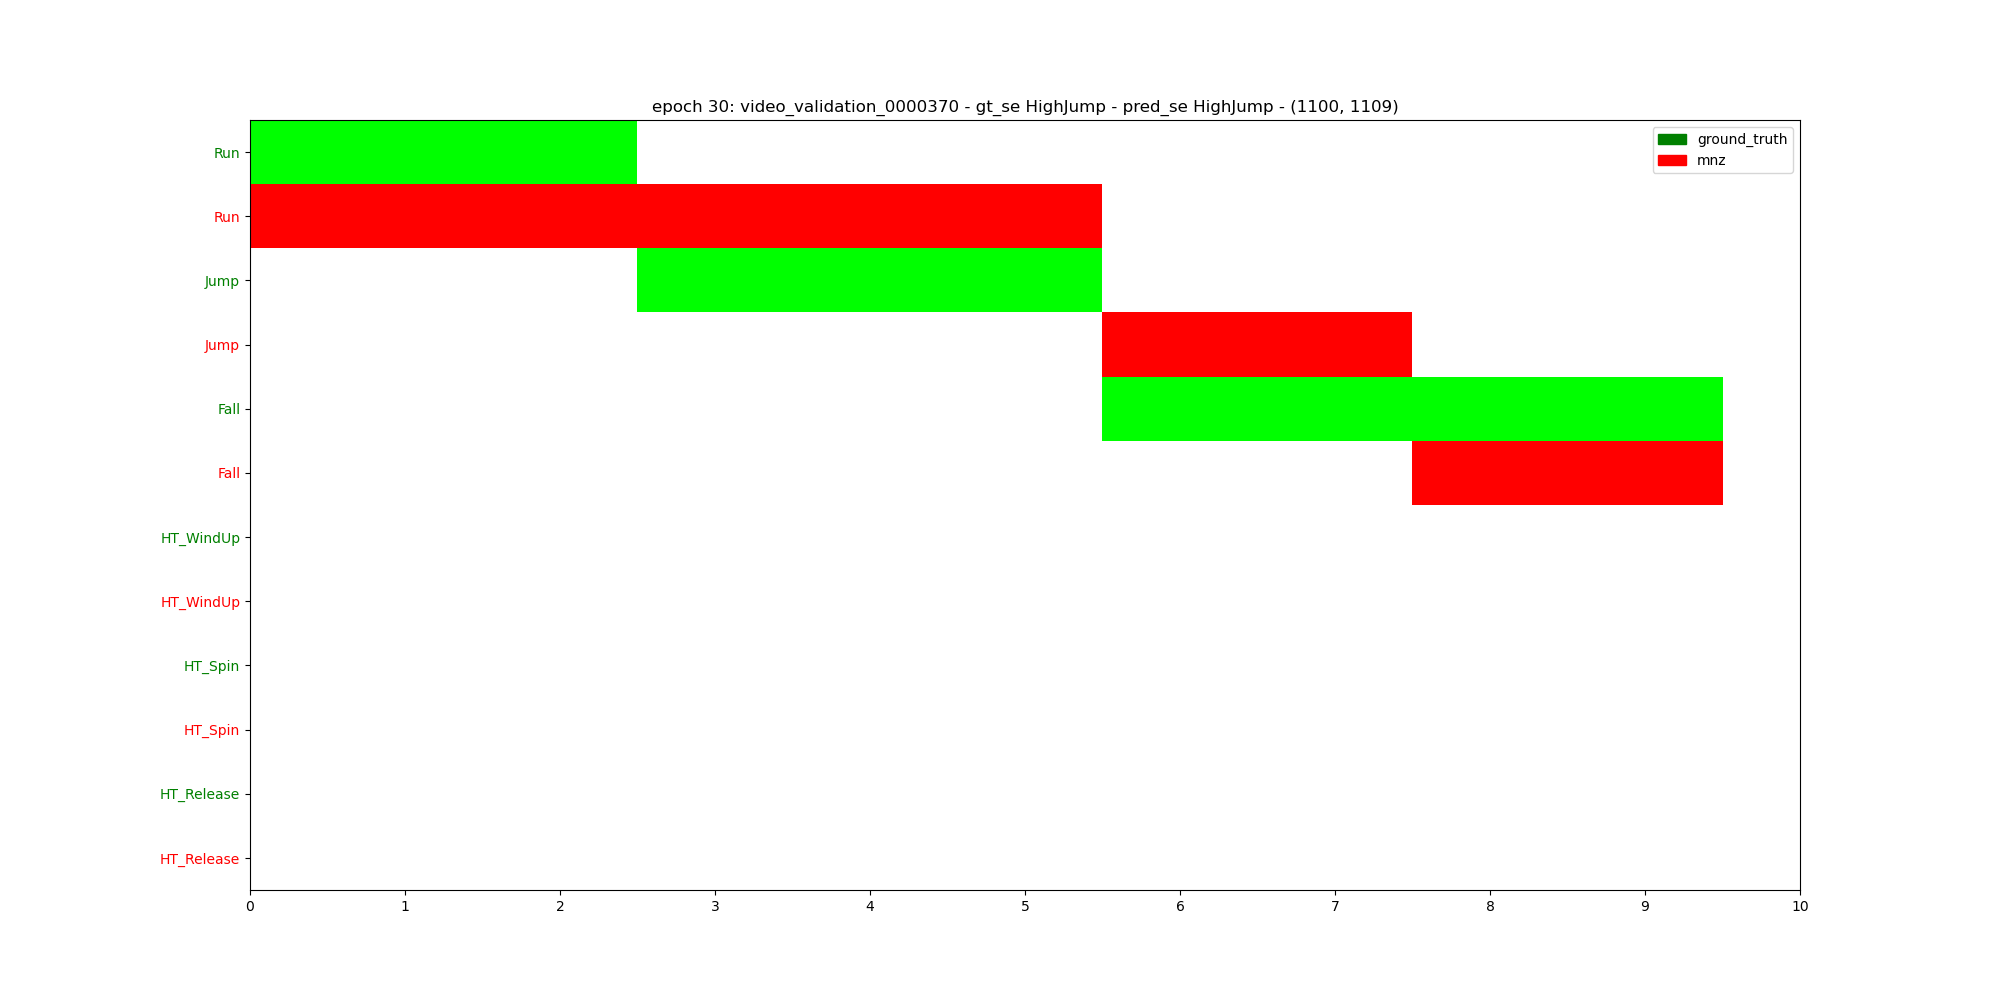 epoch 30: video_validation_0000370 - gt_se HighJump - pred_se HighJump - (1100, 1109)
ground_truth
mnz
Run
Run
Jump
Jump
Fall
Fall
HT_WindUp
HT_WindUp
HT_Spin
HT_Spin
HT_Release
HT_Release
0 1 2 3 4 5 6 7 8 9 10